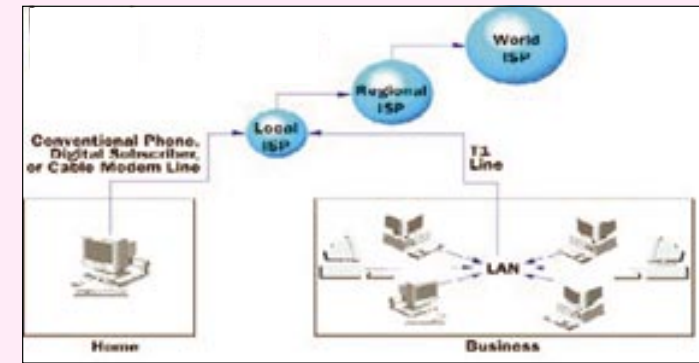 World
ISP
Regional
ISP
Local
ISP
Conventional Phone,
Digital Subscriber,
or Cable Modem Line
T1
Line
LAN
Home
Business